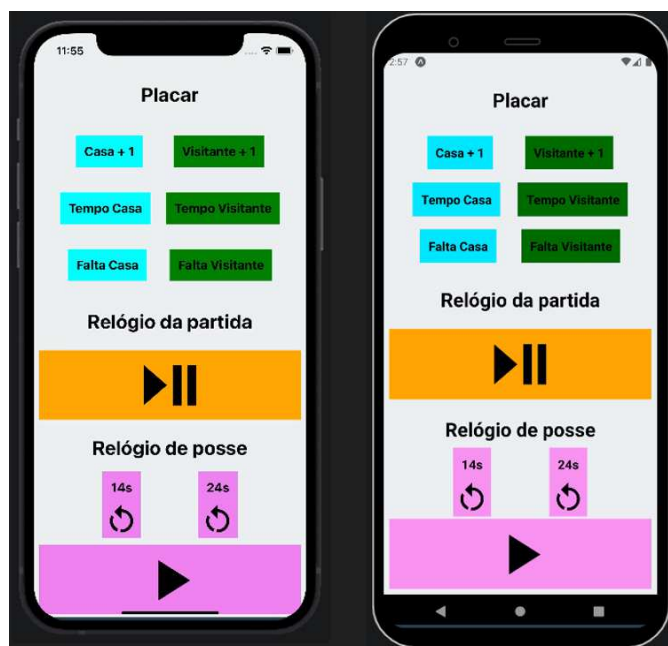 11:55
Placar
Casa + 1 Visitante + 1
Tempo Casa Tempo Visitante
Falta Casa Falta Visitante
Relógio da partida
Relógio de posse
14s 24s
2:57
Placar
Casa + 1 Visitante + 1
Tempo Casa Tempo Visitante
Falta Casa Falta Visitante
Relógio da partida
Relógio de posse
14s 24s